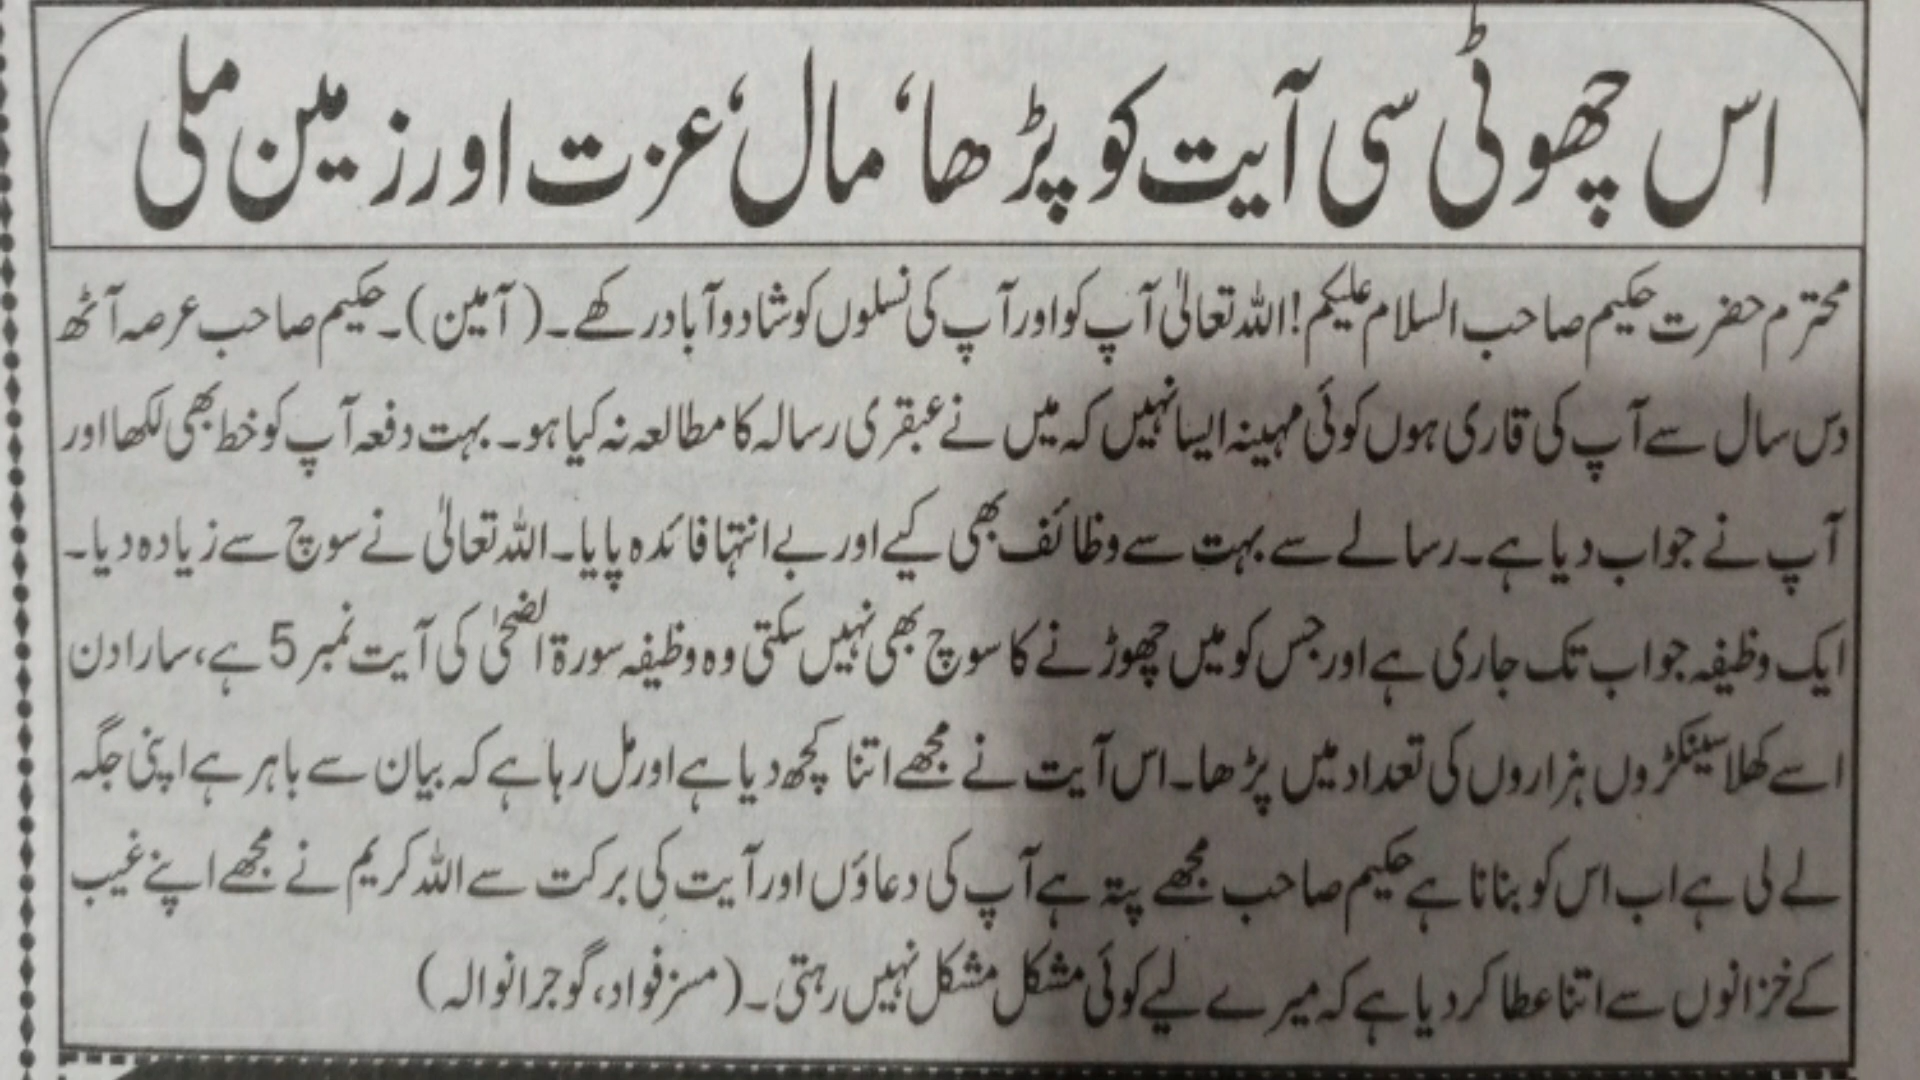 اس چھوٹی سی آیت کو پڑھا‘ مال‘ عزت اور زمین ملی
محترم حضرت حکیم صاحب السلام علیکم! اللہ تعالیٰ آپ کو اور آپ کی نسلوں کو شاد و آباد رکھے۔ (آمین)۔ حکیم صاحب عرصہ آٹھ
دس سال سے آپ کی قاری ہوں کوئی مہینہ ایسا نہیں کہ میں نے عبقری رسالہ کا مطالعہ نہ کیا ہو۔ بہت دفعہ آپ کو خط بھی لکھا اور
آپ نے جواب دیا ہے۔ رسالے سے بہت سے وظائف بھی کیے اور بے انتہا فائدہ پایا۔ اللہ تعالیٰ نے سوچ سے زیادہ دیا۔
ایک وظیفہ جو اب تک جاری ہے اور جس کو میں چھوڑنے کا سوچ بھی نہیں سکتی وہ وظیفہ سورۃ الضحیٰ کی آیت نمبر 5 ہے، سارا دن
اسے کھلا سینکڑوں ہزاروں کی تعداد میں پڑھا۔ اس آیت نے مجھے اتنا کچھ دیا ہے اور مل رہا ہے کہ بیان سے باہر ہے اپنی جگہ
لے لی ہے اب اس کو بنانا ہے حکیم صاحب مجھے پتہ ہے آپ کی دعاؤں اور آیت کی برکت سے اللہ کریم نے مجھے اپنے غیب
کے خزانوں سے اتنا عطا کر دیا ہے کہ میرے لیے کوئی مشکل مشکل نہیں رہتی۔ (مسز فواد، گوجرانوالہ)